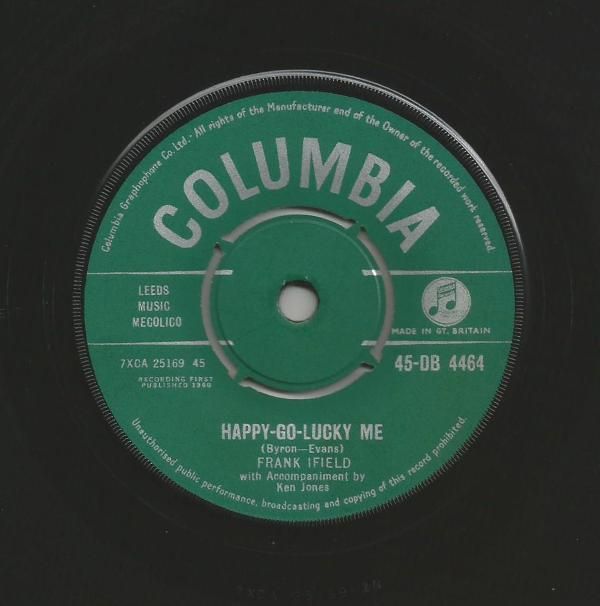 Columbia Graphophone Co. Ltd. - All rights of the Manufacturer and of the Owner of the recorded work reserved
COLUMBIA
LEEDS
MUSIC
MECOLICO
MADE IN GT. BRITAIN
7XCA 25169 45
45-DB 4464
RECORDING FIRST
PUBLISHED 1960
HAPPY-GO-LUCKY ME
(Byron—Evans)
FRANK IFIELD
with Accompaniment by
Ken Jones
Unauthorised public performance, broadcasting and copying of this record prohibited.